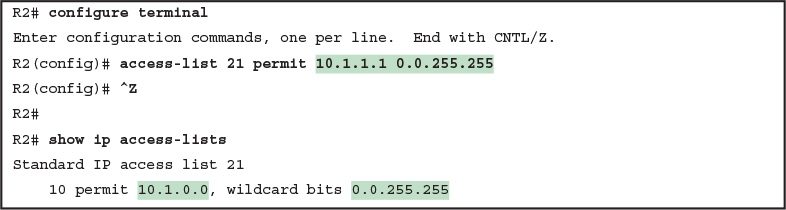 R2# configure terminal
Enter configuration commands, one per line.  End with CNTL/Z.
R2(config)# access-list 21 permit 10.1.1.1 0.0.255.255
R2(config)# ^Z
R2#
R2# show ip access-lists
Standard IP access list 21
    10 permit 10.1.0.0, wildcard bits 0.0.255.255